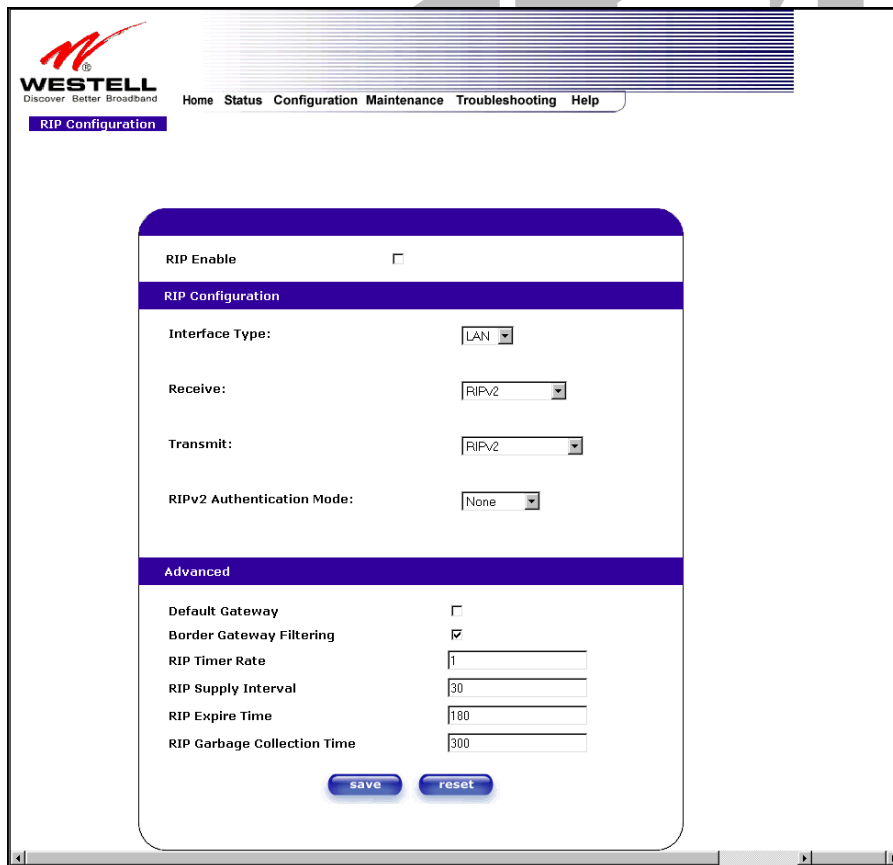 ®
WESTELL
Discover Better Broadband
Home Status Configuration Maintenance Troubleshooting Help
RIP Configuration
RIP Enable
RIP Configuration
Interface Type: LAN
Receive: RIPv2
Transmit: RIPv2
RIPv2 Authentication Mode: None
Advanced
Default Gateway
Border Gateway Filtering
RIP Timer Rate 1
RIP Supply Interval 30
RIP Expire Time 180
RIP Garbage Collection Time 300
save reset